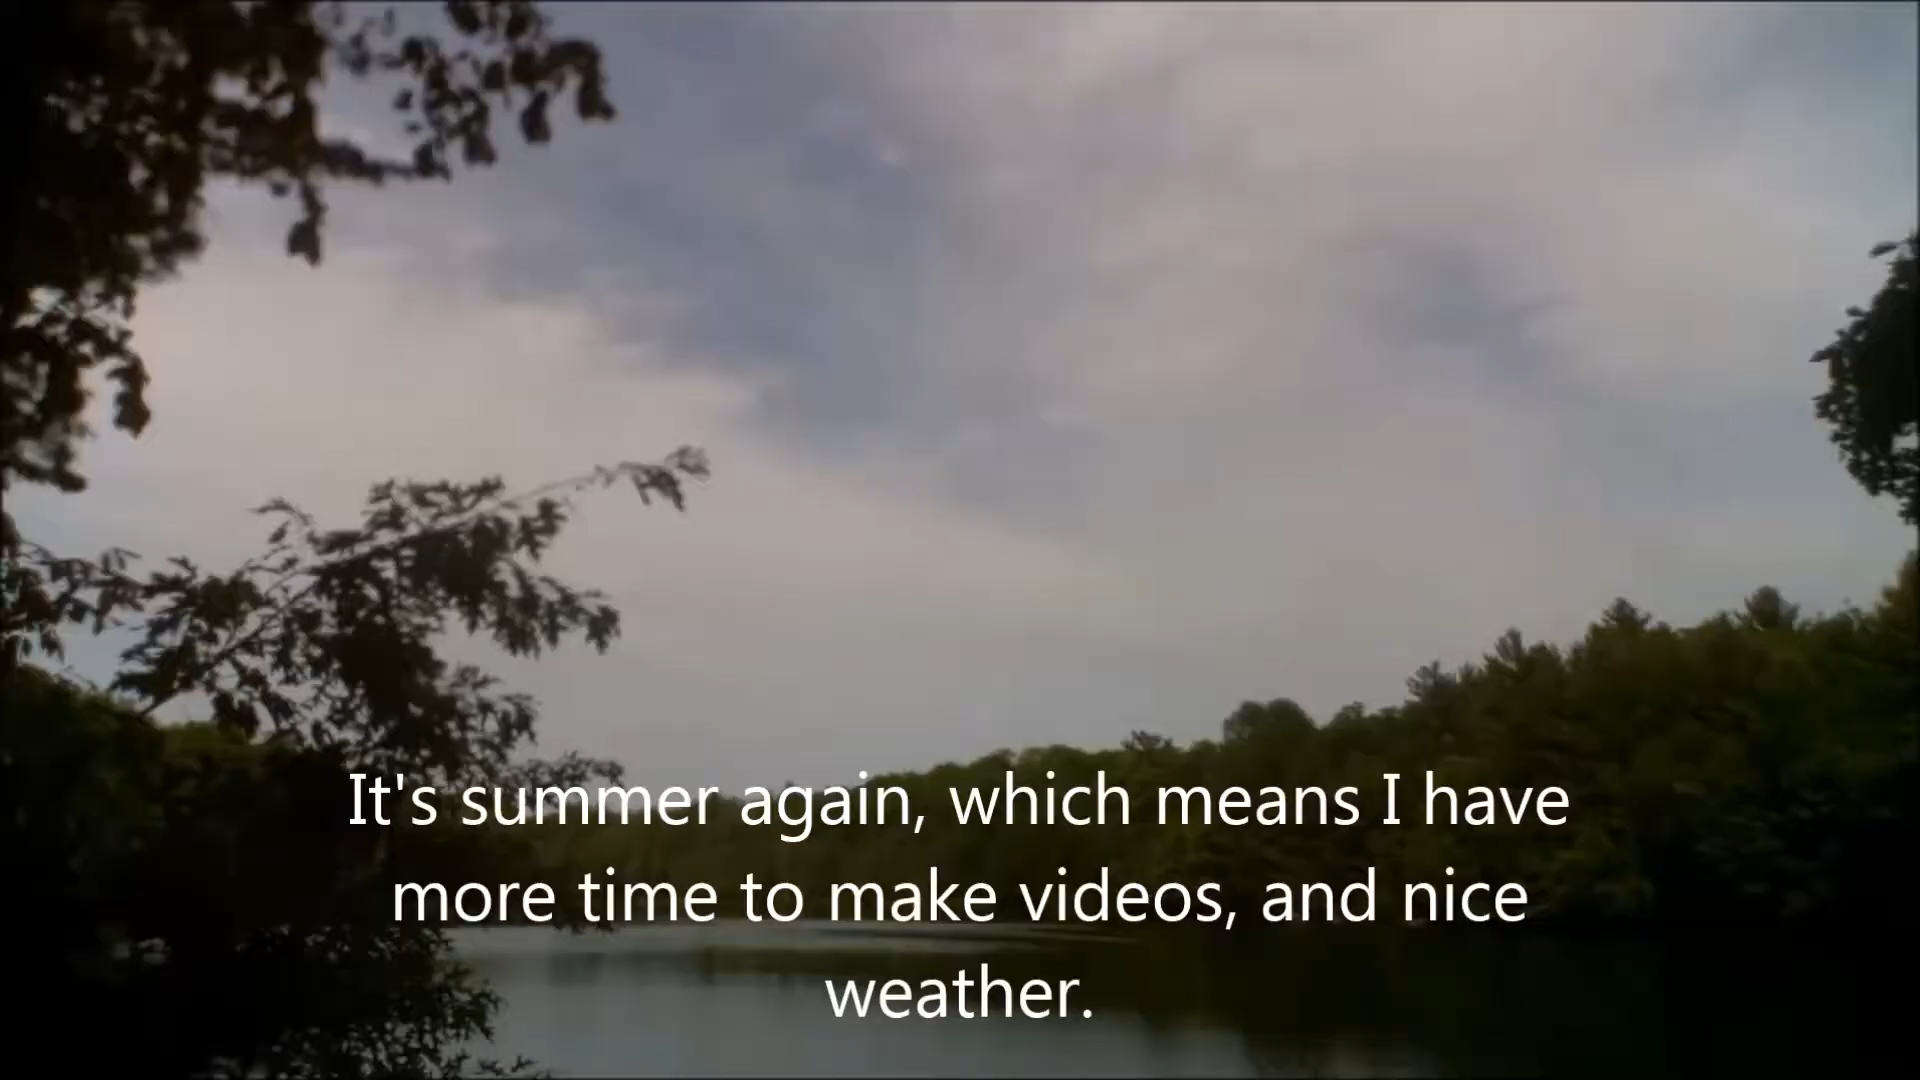 It's summer again, which means I have
more time to make videos, and nice
weather.